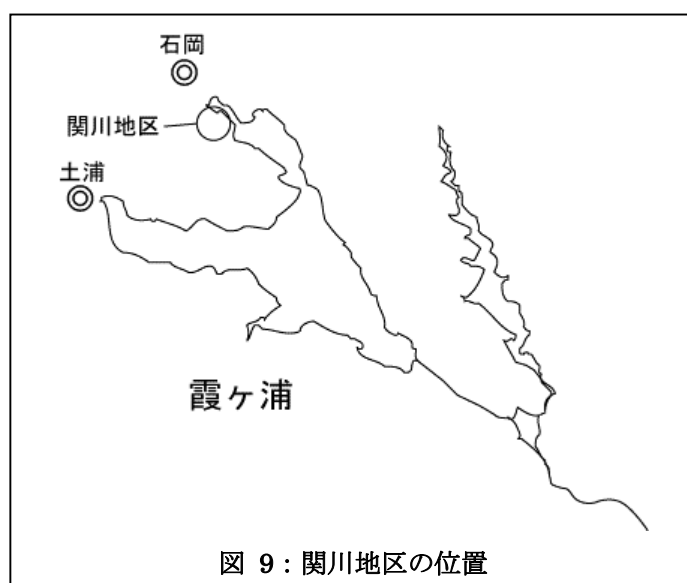 石岡
関川地区
土浦
霞ヶ浦
図 9：関川地区の位置